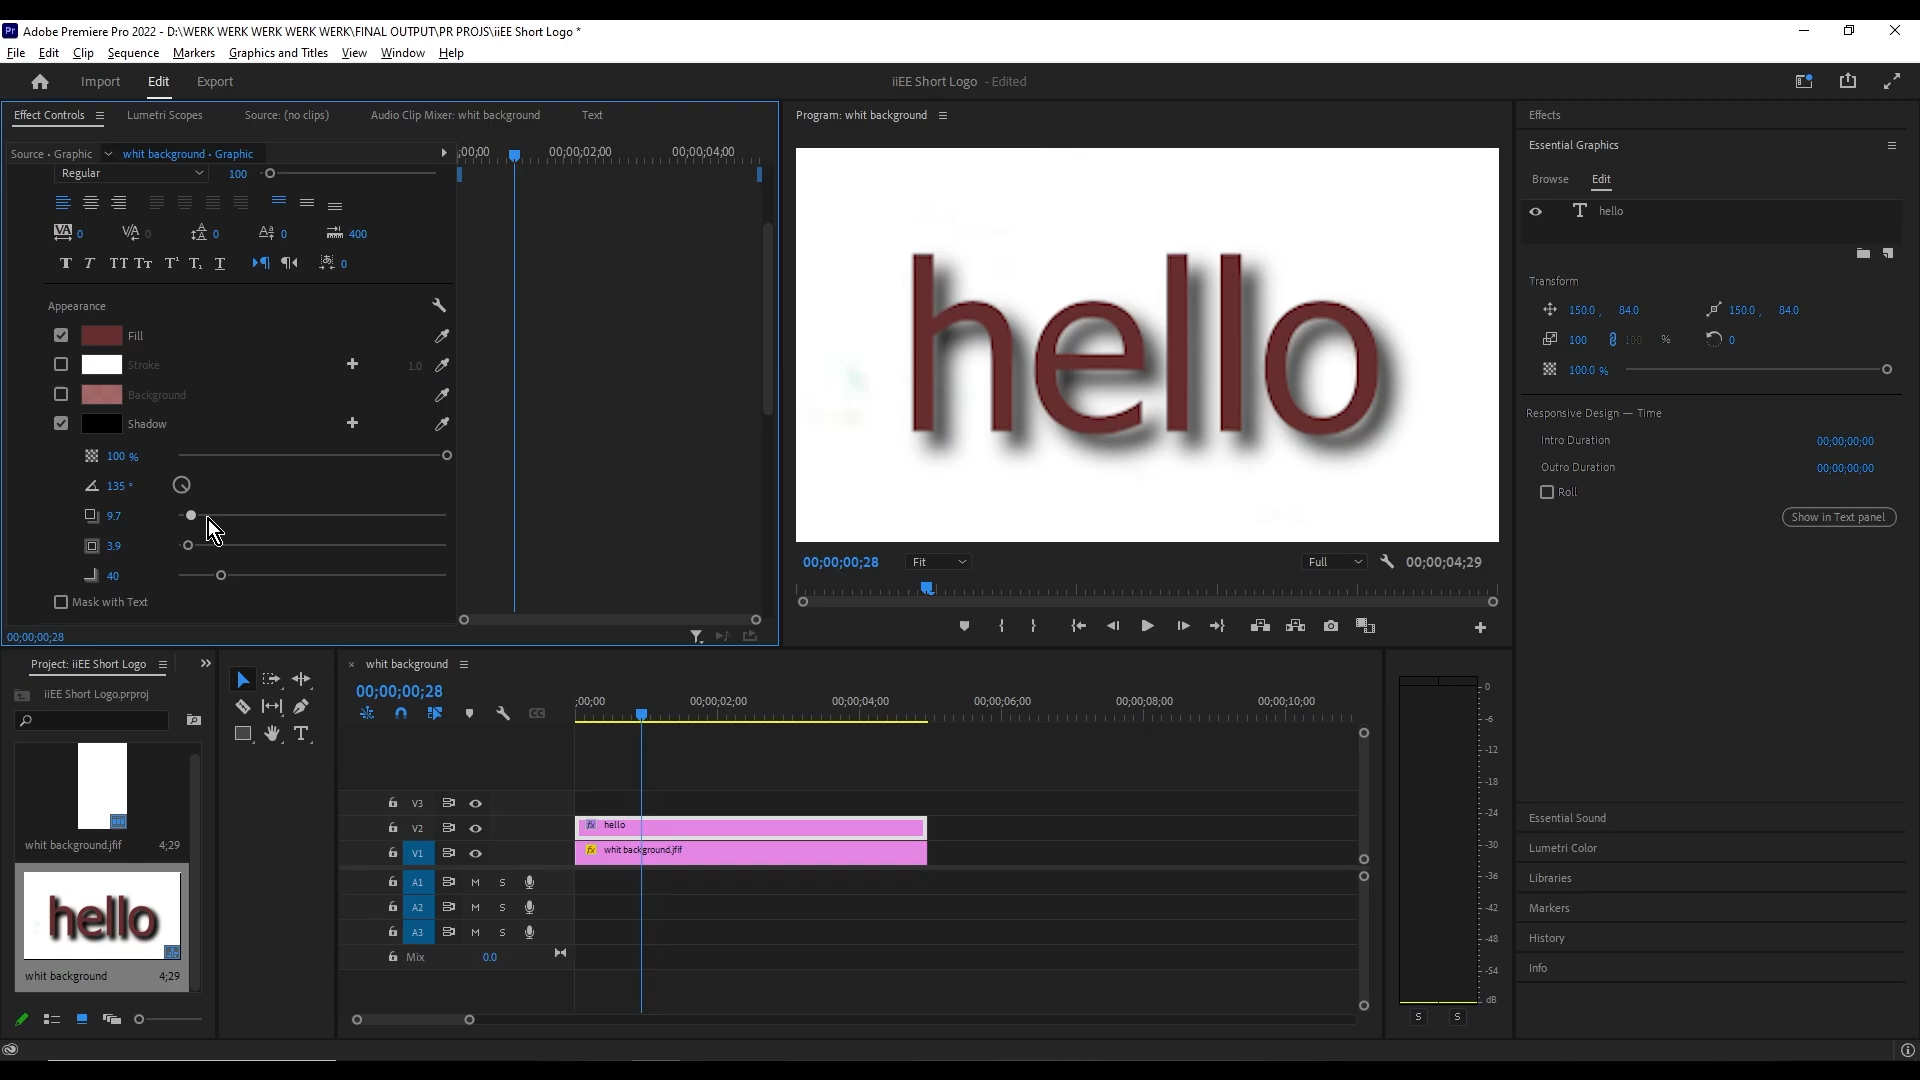 Pr Adobe Premiere Pro 2022 - D:\WERK WERK WERK WERK WERK\FINAL OUTPUT\PR PROJS\iiEE Short Logo *
File Edit Clip Sequence Markers Graphics and Titles View Window Help
Import Edit Export
iiEE Short Logo - Edited
Effect Controls Lumetri Scopes Source: (no clips) Audio Clip Mixer: whit background Text
Source • Graphic whit background • Graphic
;00;00 00;00;02;00 00;00;04;00
Regular 100
VA 0 V/A 0 0 Aa 0 400
T T TT Tt T¹ T₁ T 0
Appearance
Fill
Stroke 1.0
Background
Shadow
100 %
135 °
9.7
3.9
40
Mask with Text
00;00;00;28
Program: whit background
hello
00;00;00;28 Fit Full 00;00;04;29
Effects
Essential Graphics
Browse Edit
T hello
Transform
150.0 , 84.0 150.0 , 84.0
100 100 % 0
100.0 %
Responsive Design — Time
Intro Duration 00;00;00;00
Outro Duration 00;00;00;00
Roll
Show in Text panel
Essential Sound
Lumetri Color
Libraries
Markers
History
Info
Project: iiEE Short Logo
iiEE Short Logo.prproj
whit background.jfif 4;29
hello
whit background 4;29
T
× whit background
00;00;00;28
CC
;00;00 00;00;02;00 00;00;04;00 00;00;06;00 00;00;08;00 00;00;10;00
V3
V2 fx hello
V1 fx whit background.jfif
A1 M S
A2 M S
A3 M S
Mix 0.0
0
-6
-12
-18
-24
-30
-36
-42
-48
-54
dB
S S